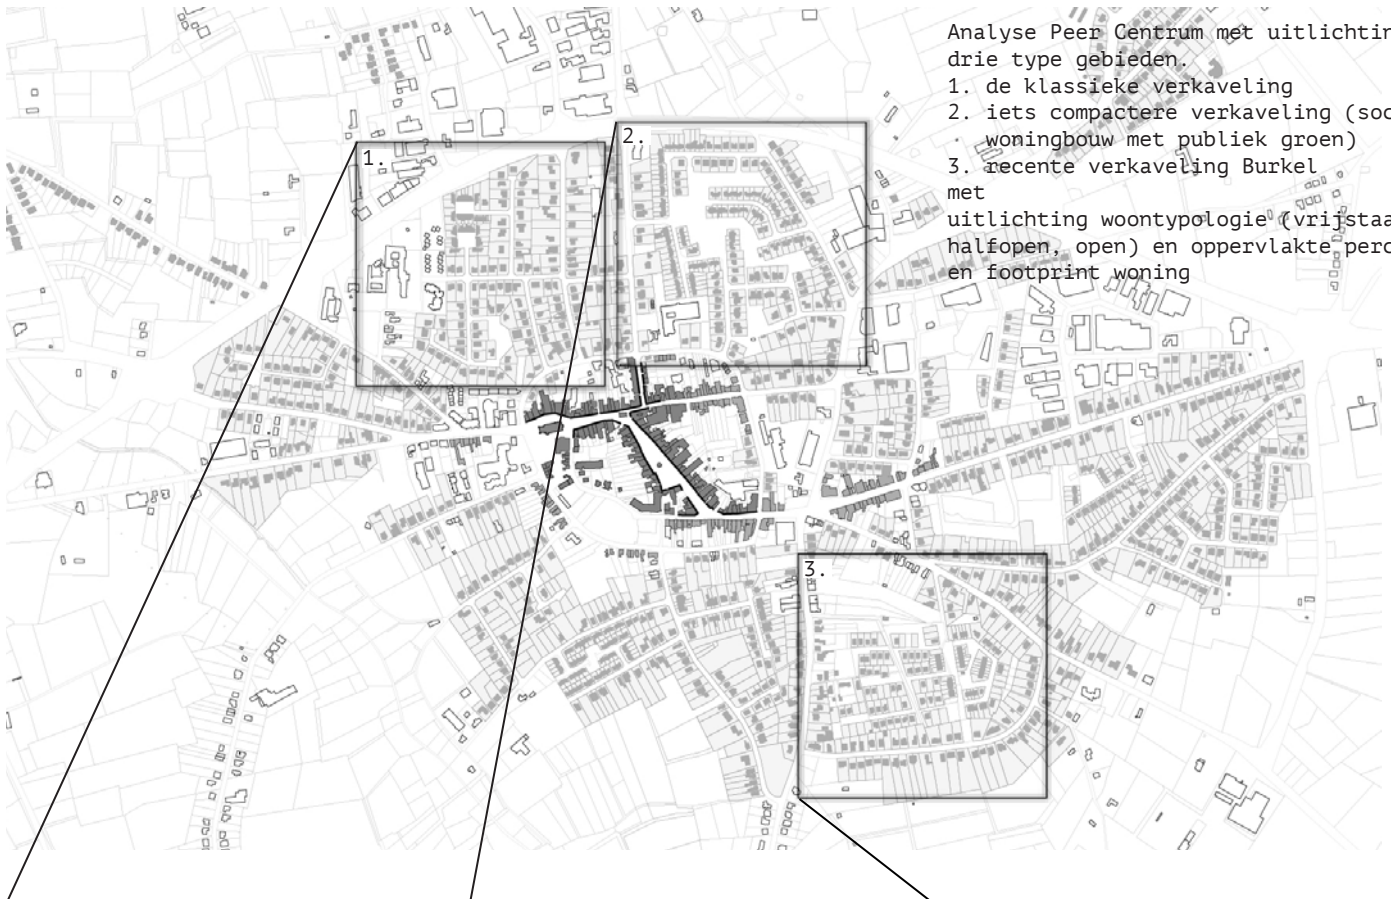 Analyse Peer Centrum met uitlichtin
drie type gebieden.
1. de klassieke verkaveling
2. iets compactere verkaveling (soc
woningbouw met publiek groen)
3. recente verkaveling Burkel
met
uitlichting woontypologie (vrijstaa
halfopen, open) en oppervlakte perc
en footprint woning
1.
2.
3.